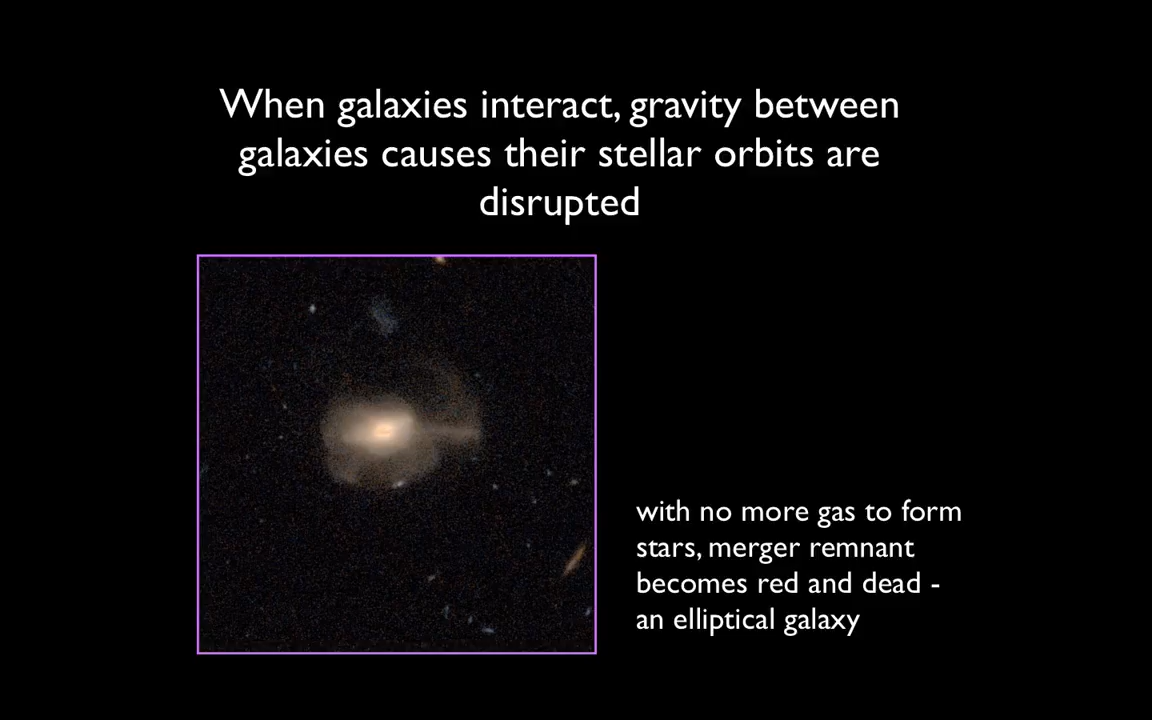 When galaxies interact, gravity between
galaxies causes their stellar orbits are
disrupted
with no more gas to form
stars, merger remnant
becomes red and dead -
an elliptical galaxy